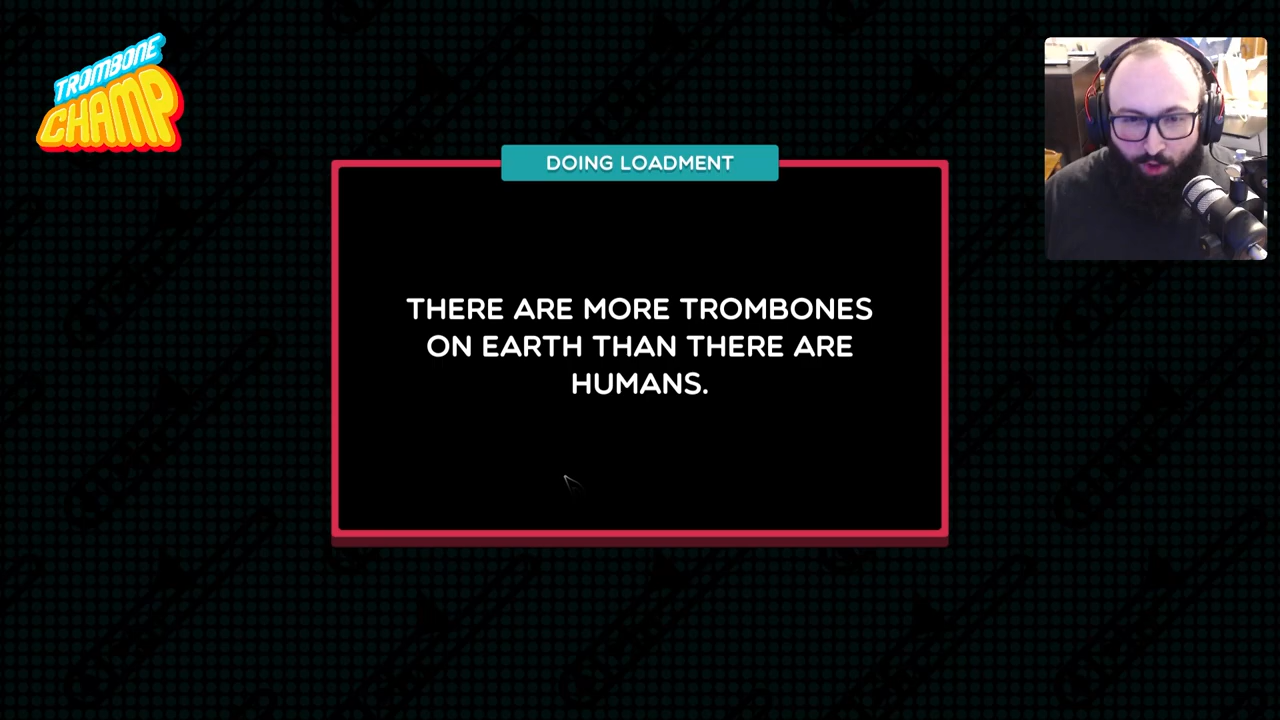 TROMBONE
CHAMP
DOING LOADMENT
THERE ARE MORE TROMBONES
ON EARTH THAN THERE ARE
HUMANS.